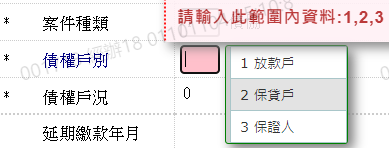 請輸入此範圍內資料:1,2,3
* 案件種類
* 債權戶別
1 放款戶
2 保貸戶
3 保證人
* 債權戶況 0
延期繳款年月